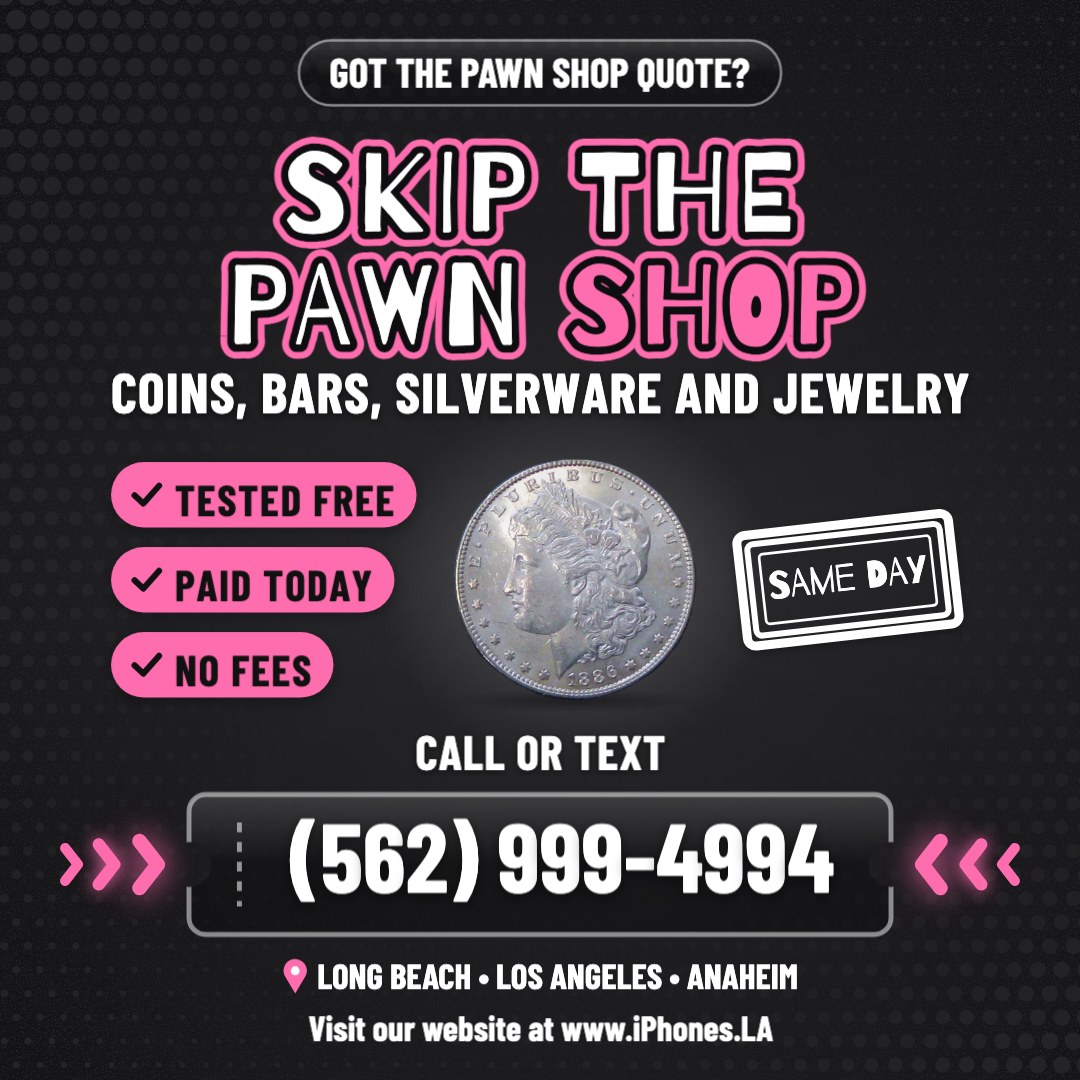 GOT THE PAWN SHOP QUOTE?
SKIP THE
PAWN SHOP
COINS, BARS, SILVERWARE AND JEWELRY
TESTED FREE
PAID TODAY
NO FEES
E·PLURIBUS·UNUM
1886
SAME DAY
CALL OR TEXT
(562) 999-4994
LONG BEACH • LOS ANGELES • ANAHEIM
Visit our website at www.iPhones.LA